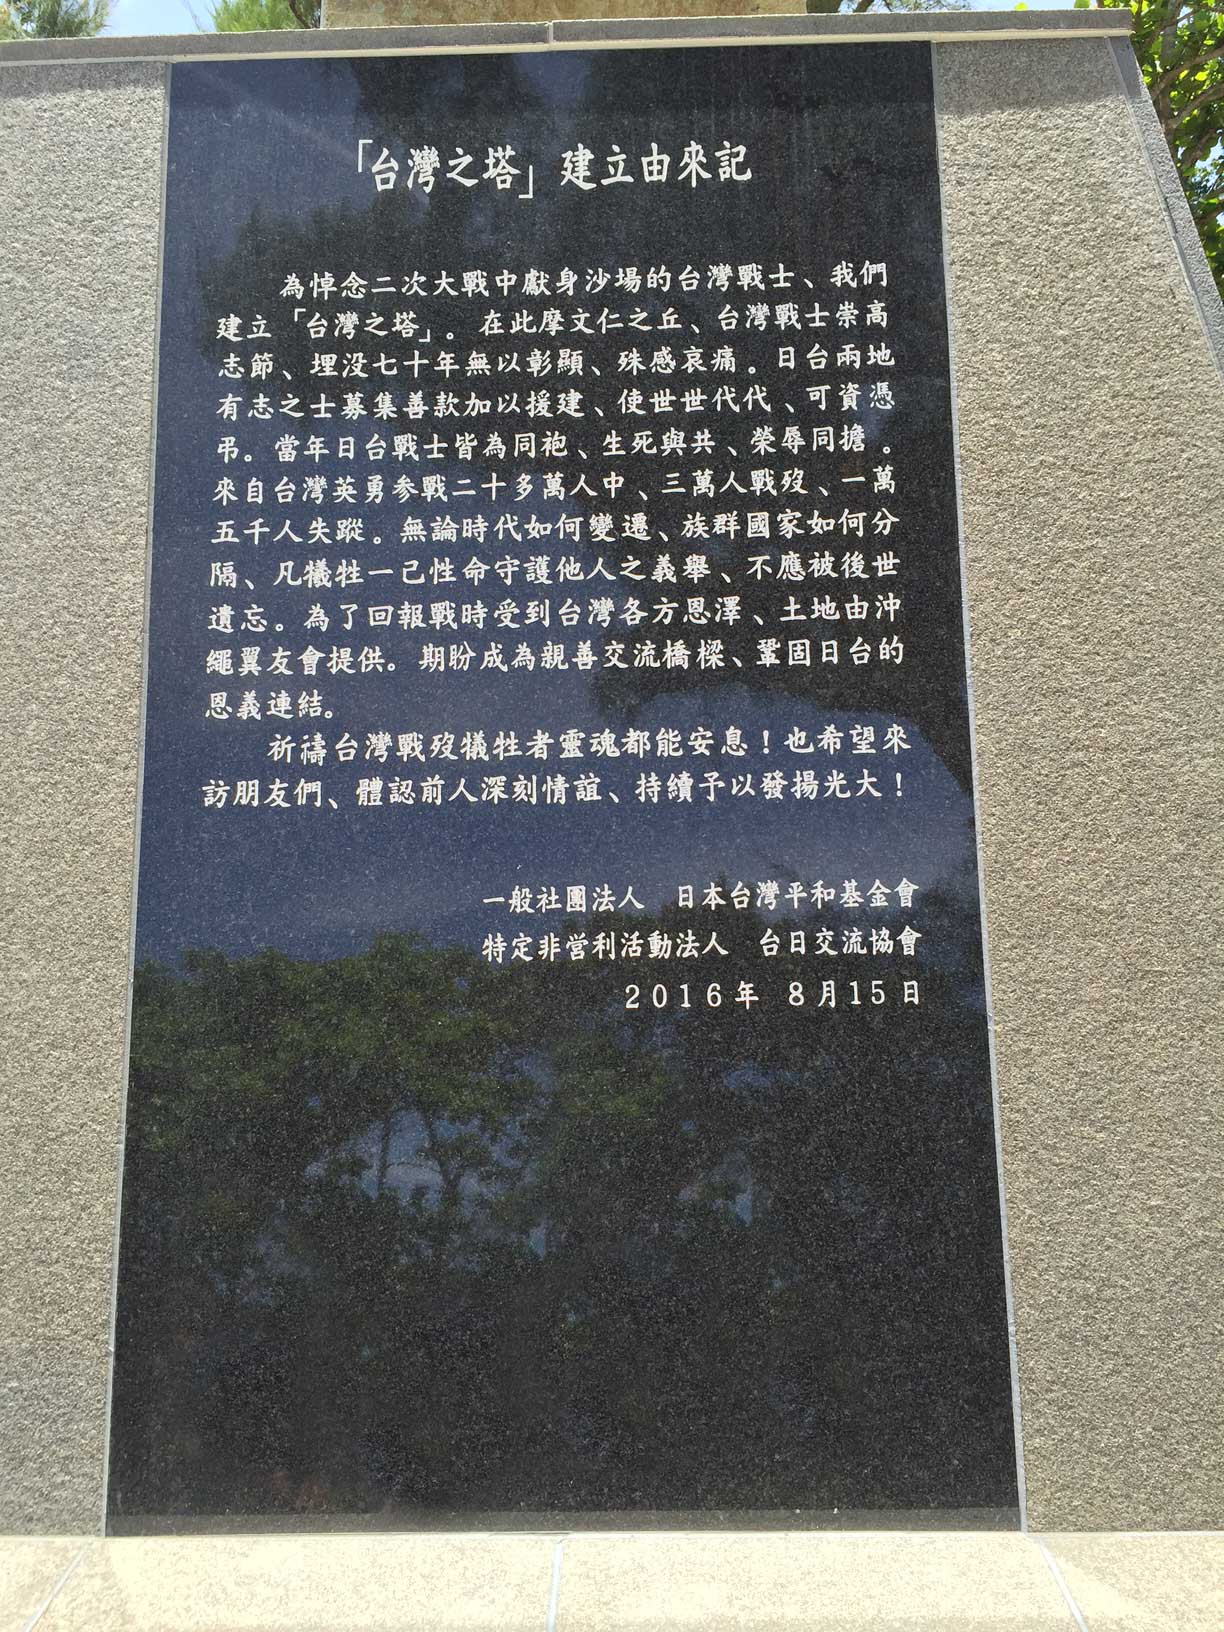 「台灣之塔」建立由來記
為悼念二次大戰中獻身沙場的台灣戰士、我們
建立「台灣之塔」。在此摩文仁之丘、台灣戰士崇高
志節、埋没七十年無以彰顯、殊感哀痛。日台兩地
有志之士募集善款加以援建、使世世代代、可資憑
弔。當年日台戰士皆為同袍、生死與共、榮辱同擔。
來自台灣英勇参戰二十多萬人中、三萬人戰歿、一萬
五千人失蹤。無論時代如何變遷、族群國家如何分
隔、凡犧牲一己性命守護他人之義舉、不應被後世
遺忘。為了回報戰時受到台灣各方恩澤、土地由沖
繩翼友會提供。期盼成為親善交流橋樑、鞏固日台的
恩義連結。
祈禱台灣戰歿犧牲者靈魂都能安息！也希望來
訪朋友們、體認前人深刻情誼、持續予以發揚光大！
一般社團法人　日本台灣平和基金會
特定非営利活動法人　台日交流協會
2016年 8月15日